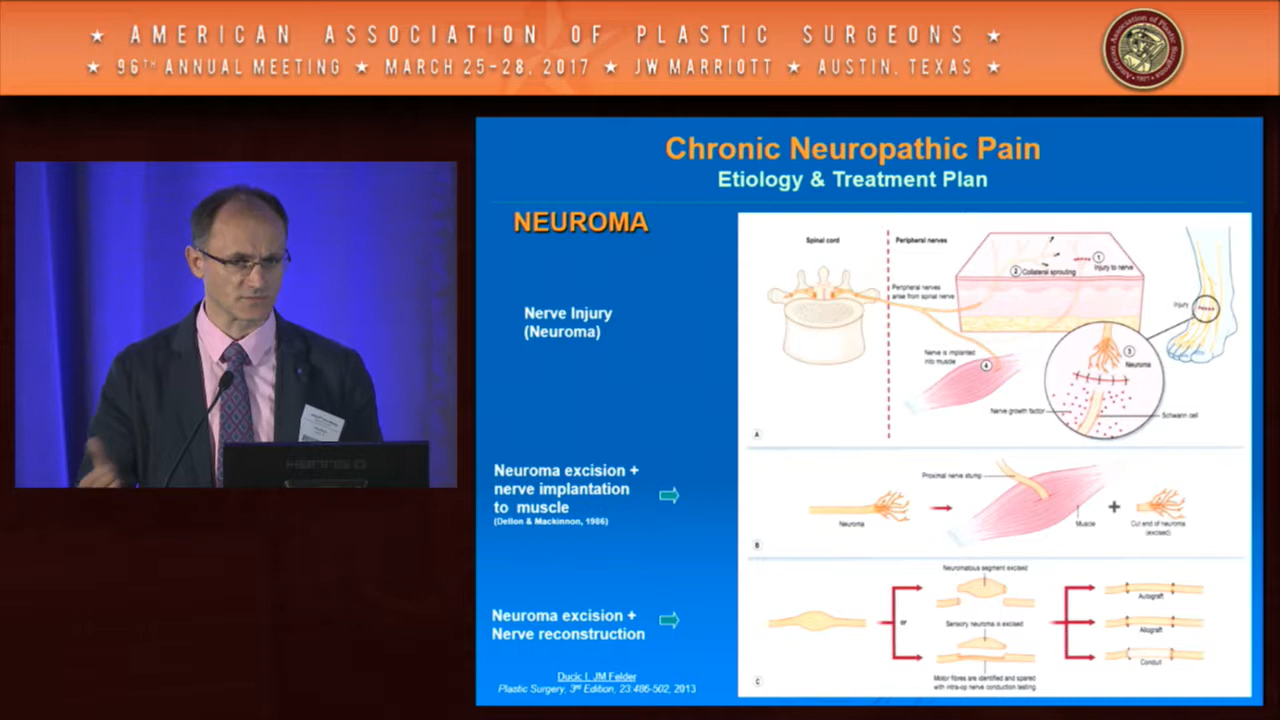 ★ AMERICAN ASSOCIATION OF PLASTIC SURGEONS ★
★ 96TH ANNUAL MEETING ★ MARCH 25-28, 2017 ★ JW MARRIOTT ★ AUSTIN, TEXAS ★
Chronic Neuropathic Pain
Etiology & Treatment Plan
NEUROMA
Nerve Injury
(Neuroma)
Neuroma excision +
nerve implantation
to muscle
(Dellon & Mackinnon, 1986)
Neuroma excision +
Nerve reconstruction
Ducic I, JM Felder
Plastic Surgery, 3rd Edition, 23:486-502, 2013
Spinal cord
Peripheral nerves
1
Injury to nerve
2
Collateral sprouting
Peripheral nerves
arise from spinal nerve
Injury
Nerve is implanted
into muscle
4
3
Neuroma
Nerve growth factor
Schwann cell
A
Proximal nerve stump
Neuroma
Muscle
+
Cut end of neuroma
(excised)
B
Neuromatous segment excised
or
Sensory neuroma is excised
Motor fibres are identified and spared
with intra-op nerve conduction testing
Autograft
Allograft
Conduit
C